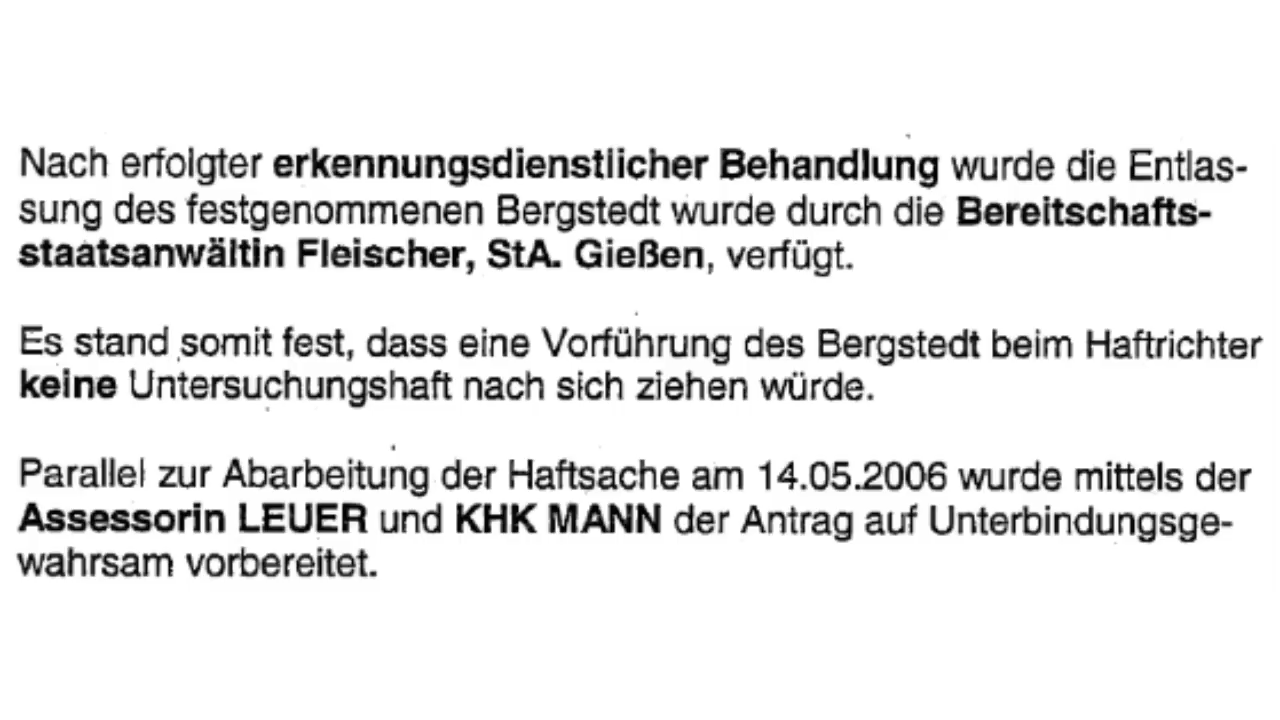 Nach erfolgter erkennungsdienstlicher Behandlung wurde die Entlas-
sung des festgenommenen Bergstedt wurde durch die Bereitschafts-
staatsanwältin Fleischer, StA. Gießen, verfügt.
Es stand somit fest, dass eine Vorführung des Bergstedt beim Haftrichter
keine Untersuchungshaft nach sich ziehen würde.
Parallel zur Abarbeitung der Haftsache am 14.05.2006 wurde mittels der
Assessorin LEUER und KHK MANN der Antrag auf Unterbindungsge-
wahrsam vorbereitet.